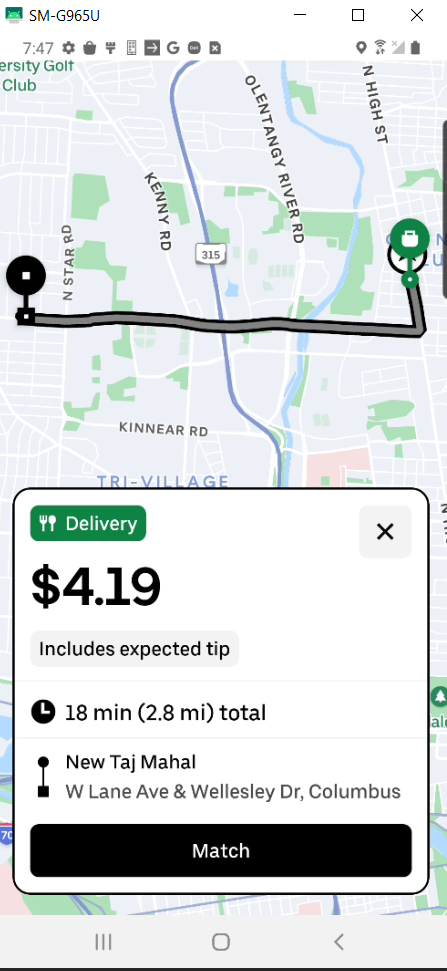 SM-G965U
7:47
ersity Golf
Club
OLENTANGY RIVER RD
N HIGH ST
KENNY RD
N STAR RD
315
KINNEAR RD
TRI-VILLAGE
Delivery
$4.19
Includes expected tip
18 min (2.8 mi) total
New Taj Mahal
W Lane Ave & Wellesley Dr, Columbus
70
Match